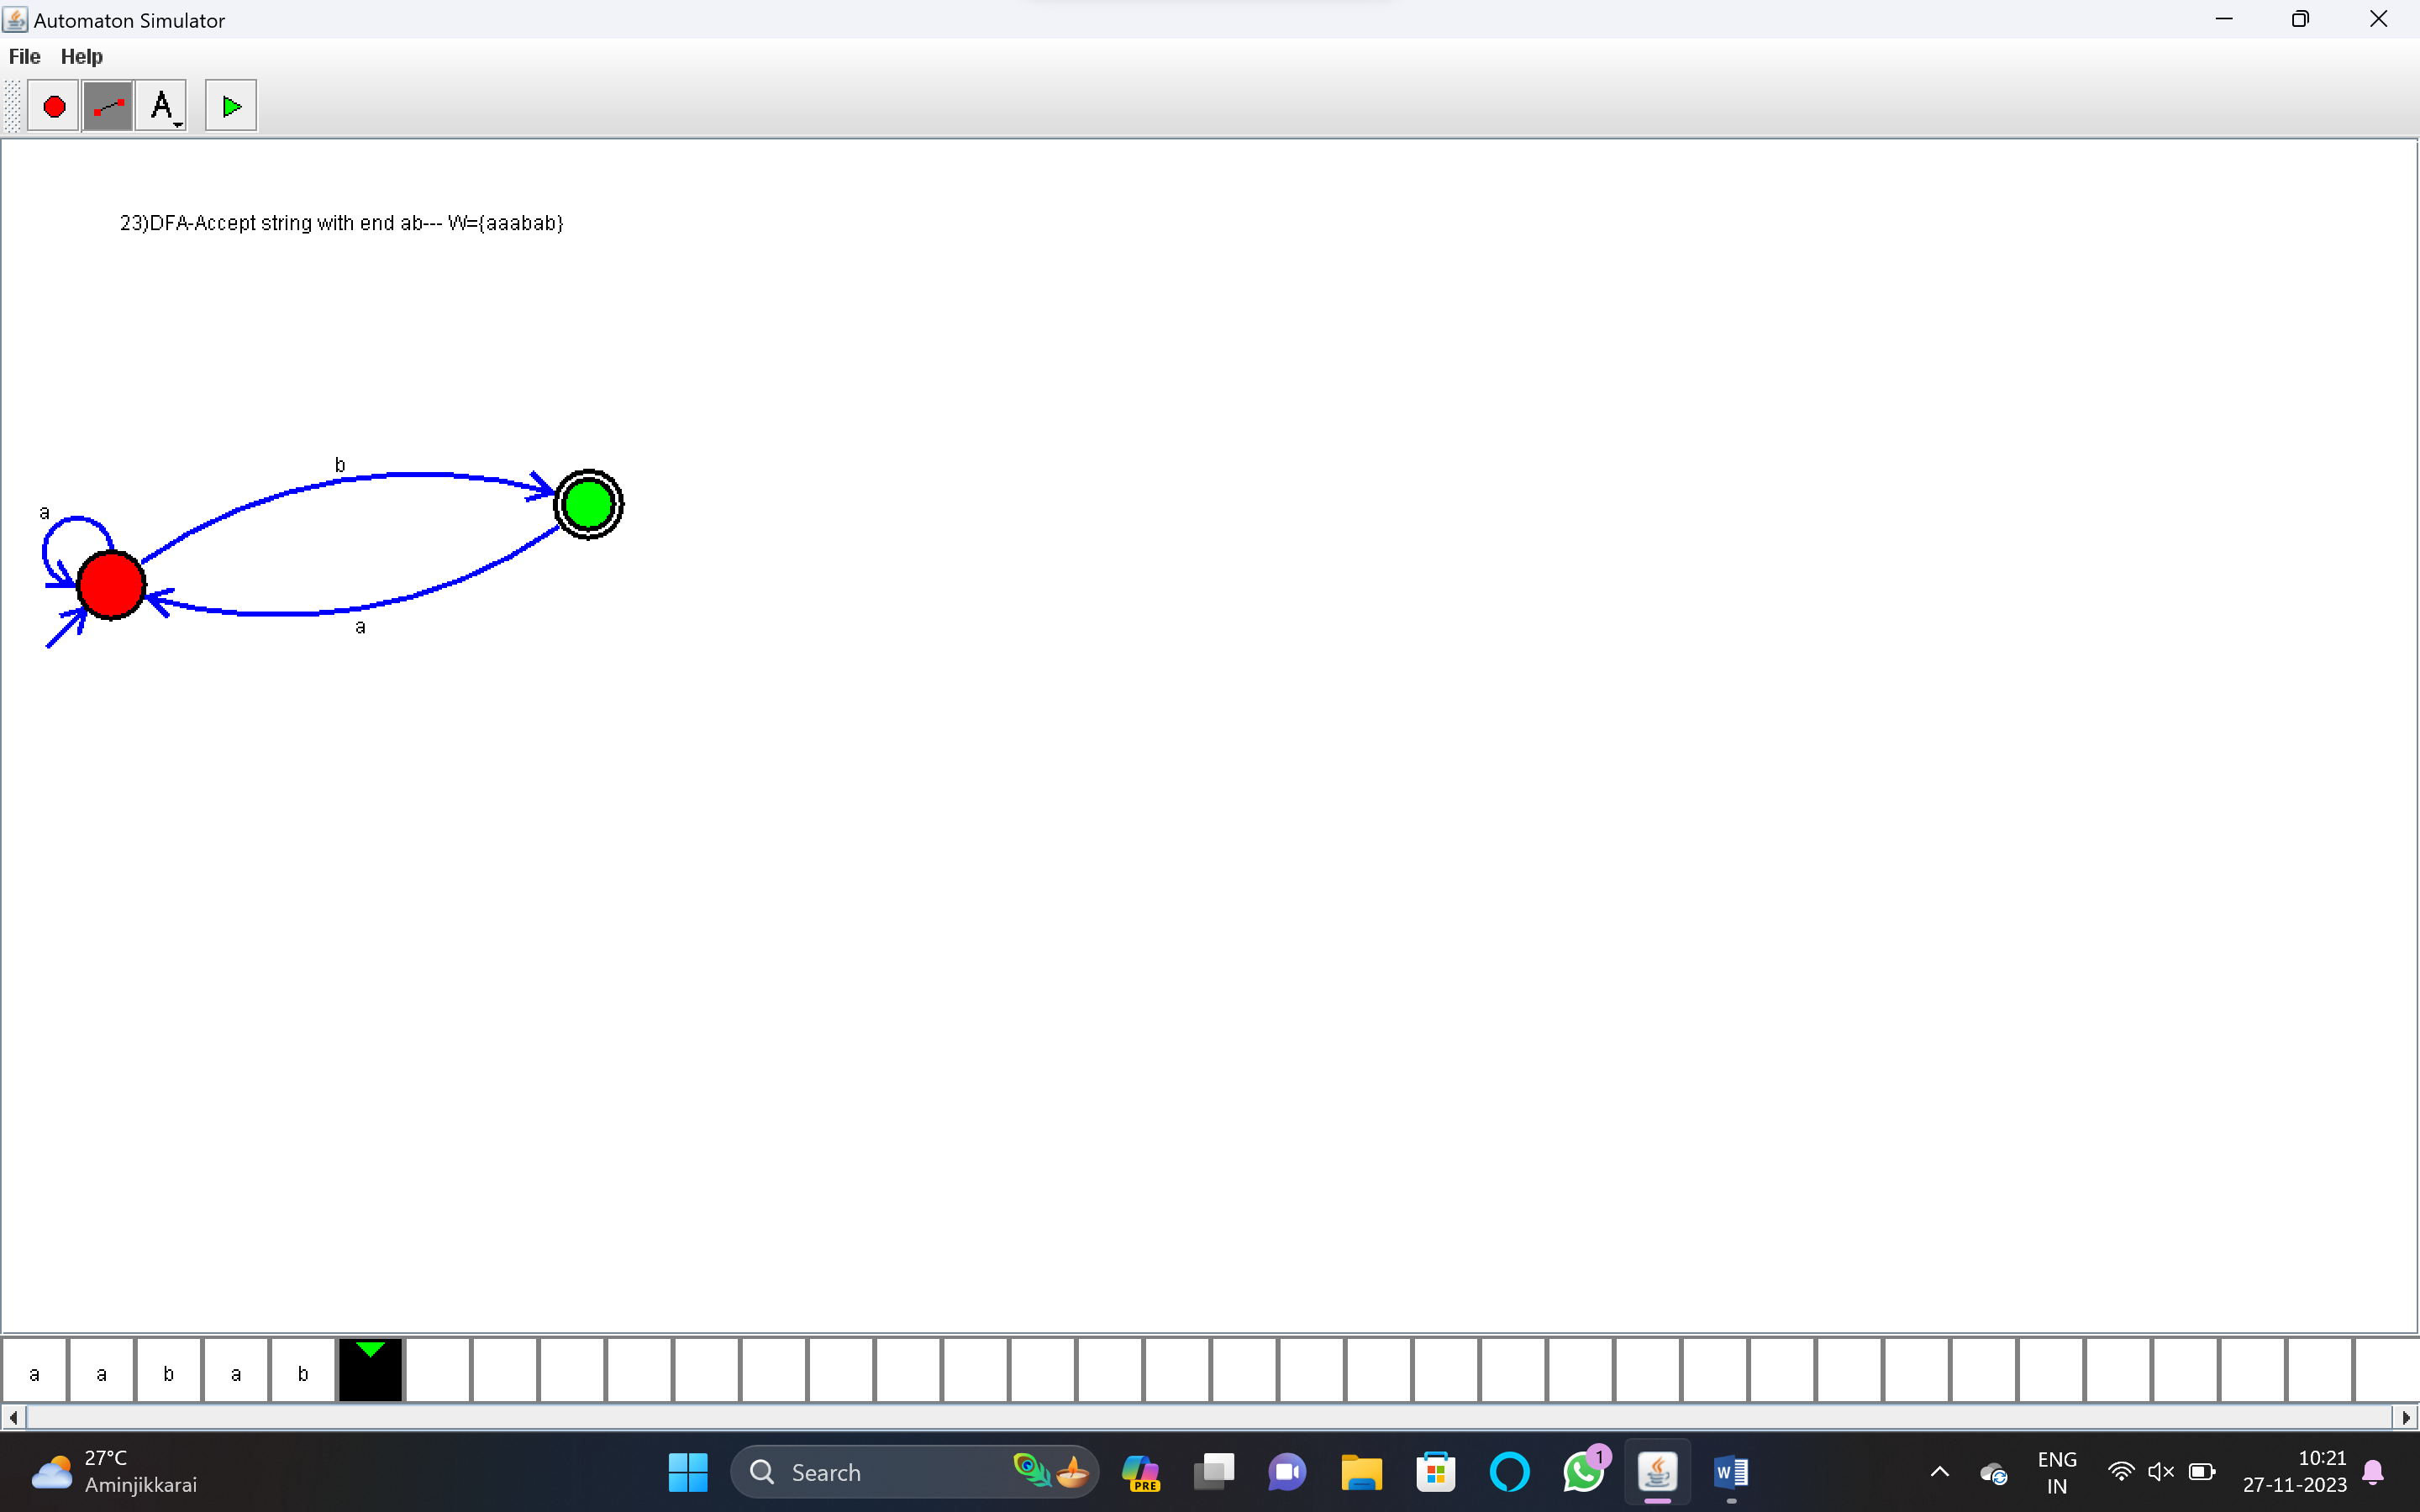 Automaton Simulator
File Help
A
23)DFA-Accept string with end ab--- W={aaabab}
b
a
a
a a b a b
27°C
Aminjikkarai
Search
PRE
1
W
ENG
IN
10:21
27-11-2023